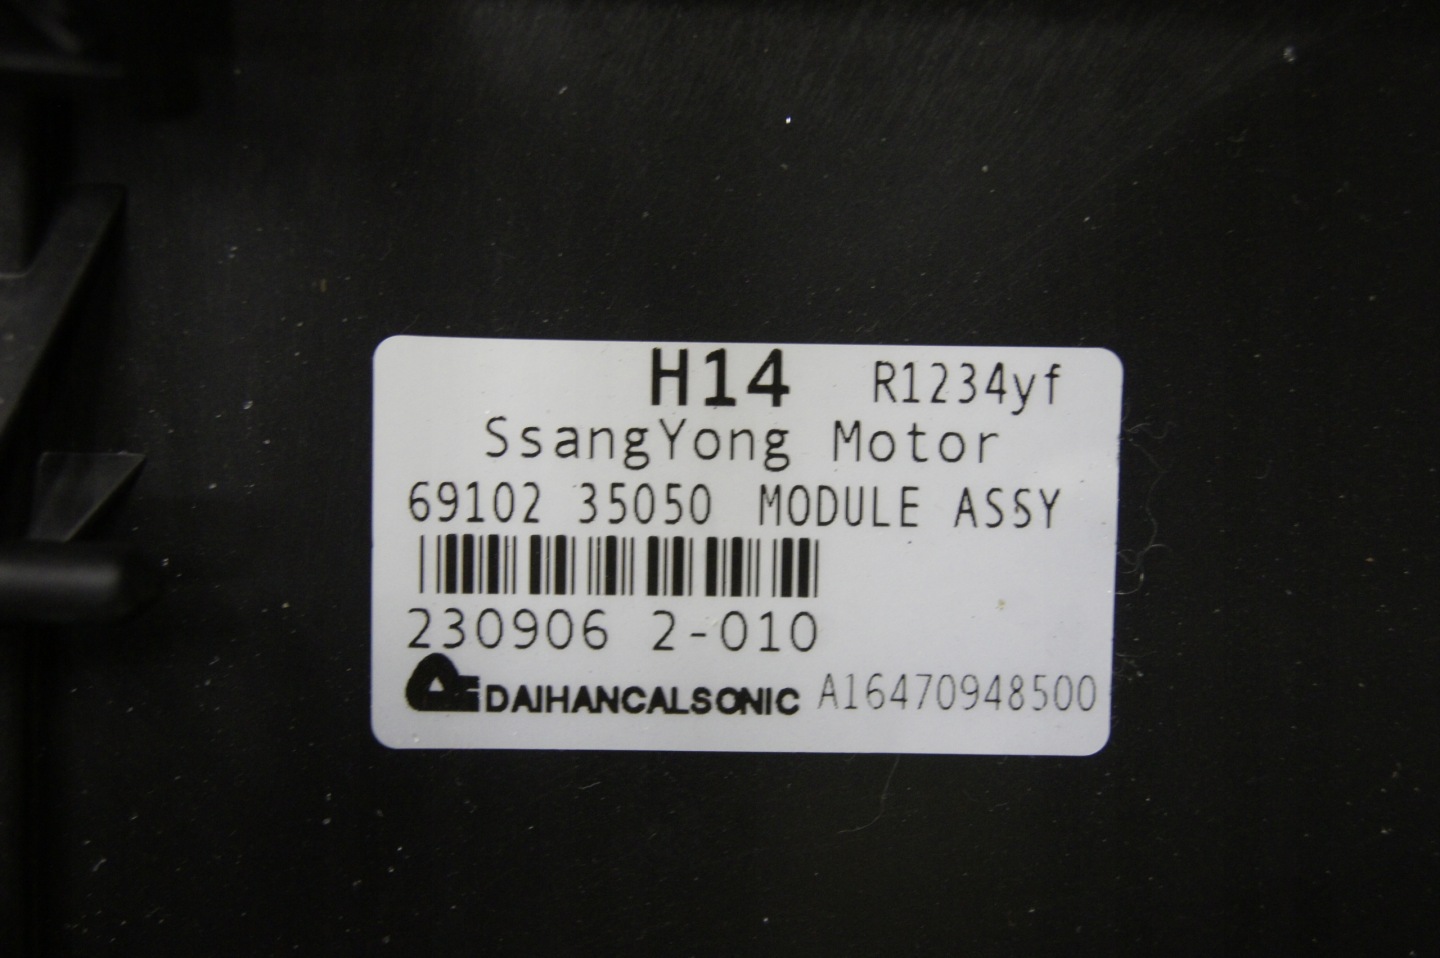 H14 R1234yf
SsangYong Motor
69102 35050 MODULE ASSY
230906 2-010
DAIHANCALSONIC A16470948500